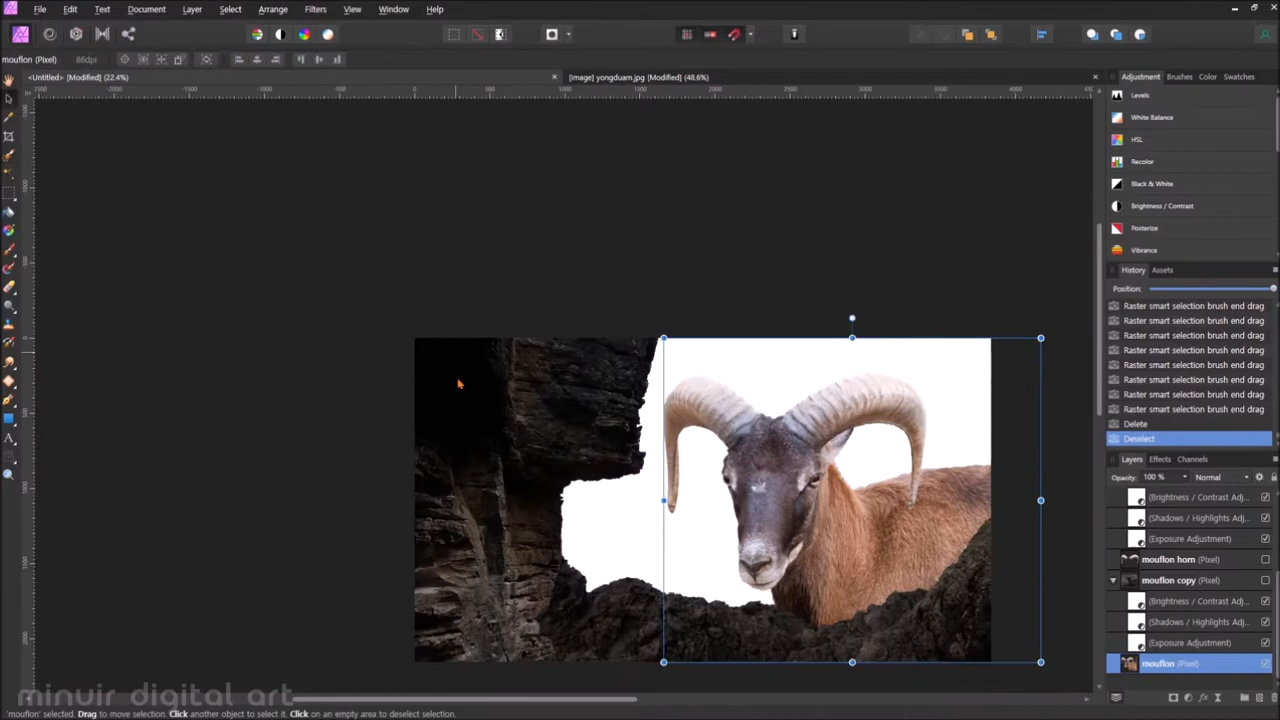 File Edit Text Document Layer Select Arrange Filters View Window Help
mouflon (Pixel) 86dpi
<Untitled> [Modified] (22.4%)
[image] yongduam.jpg [Modified] (48.6%)
Adjustment Brushes Color Swatches
Levels
White Balance
HSL
Recolor
Black & White
Brightness / Contrast
Posterize
Vibrance
History Assets
Position:
Raster smart selection brush end drag
Raster smart selection brush end drag
Raster smart selection brush end drag
Raster smart selection brush end drag
Raster smart selection brush end drag
Raster smart selection brush end drag
Raster smart selection brush end drag
Raster smart selection brush end drag
Delete
Deselect
Layers Effects Channels
Opacity: 100 % Normal
(Brightness / Contrast Adj...
(Shadows / Highlights Adj...
(Exposure Adjustment)
mouflon horn (Pixel)
mouflon copy (Pixel)
(Brightness / Contrast Adj...
(Shadows / Highlights Adj...
(Exposure Adjustment)
mouflon (Pixel)
minuir digital art
'mouflon' selected. Drag to move selection. Click another object to select it. Click on an empty area to deselect selection.